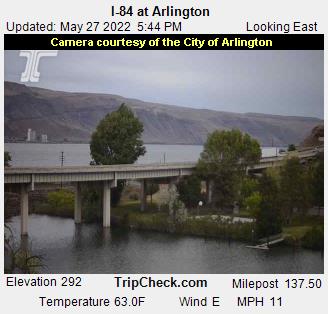 I-84 at Arlington
Updated: May 27 2022 5:44 PM Looking East
Camera courtesy of the City of Arlington
Elevation 292 TripCheck.com Milepost 137.50
Temperature 63.0F Wind E MPH 11